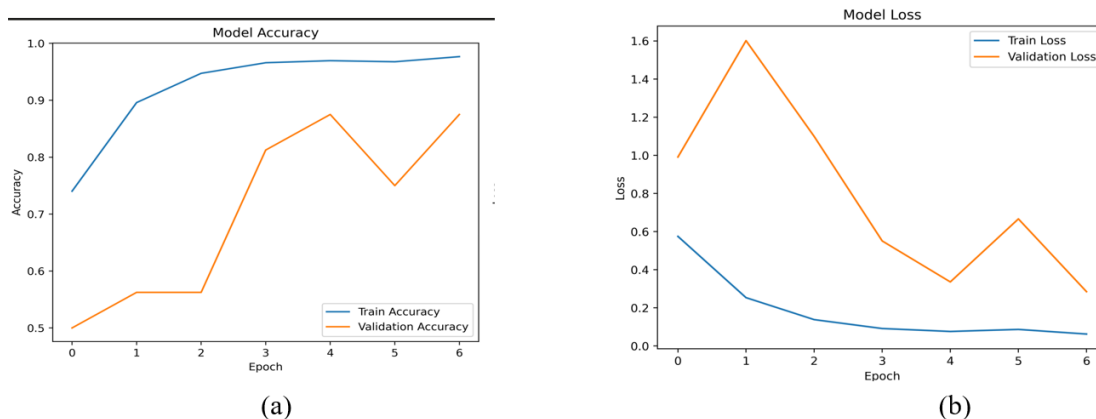 Model Accuracy
1.0
0.9
0.8
0.7
0.6
0.5
Accuracy
Train Accuracy
Validation Accuracy
0 1 2 3 4 5 6
Epoch
(a)
Model Loss
1.6
1.4
1.2
1.0
0.8
0.6
0.4
0.2
0.0
Loss
Train Loss
Validation Loss
0 1 2 3 4 5 6
Epoch
(b)